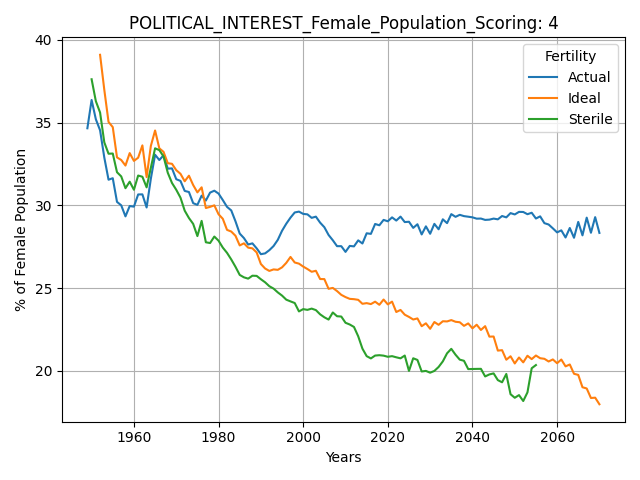 POLITICAL_INTEREST_Female_Population_Scoring: 4
% of Female Population
40
35
30
25
20
Fertility
Actual
Ideal
Sterile
1960
1980
2000
2020
2040
2060
Years